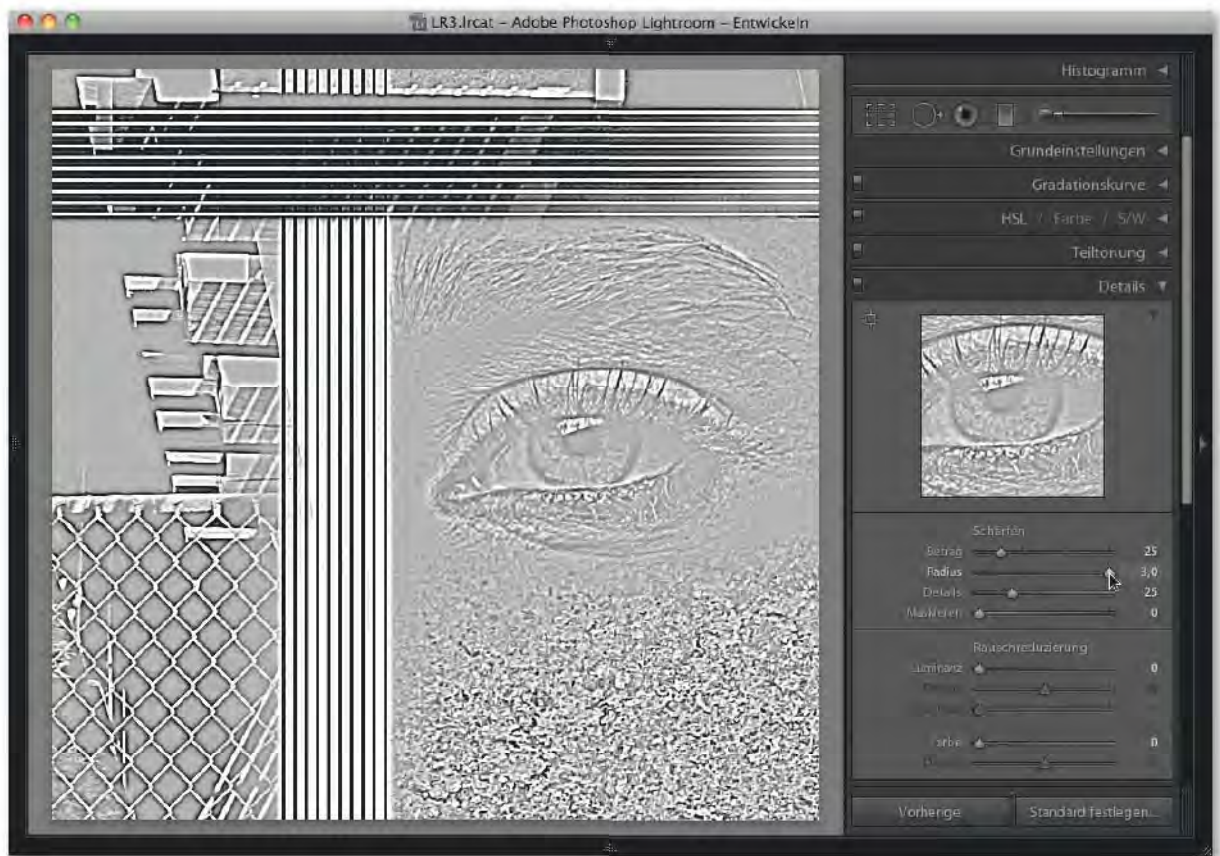 LR3.lrcat – Adobe Photoshop Lightroom – Entwickeln
Histogramm
Grundeinstellungen
Gradationskurve
HSL / Farbe / S/W
Teiltonung
Details
Schärfen
Betrag 25
Radius 3,0
Details 25
Maskieren 0
Rauschreduzierung
Luminanz 0
Farbe 0
Vorherige Standard festlegen...